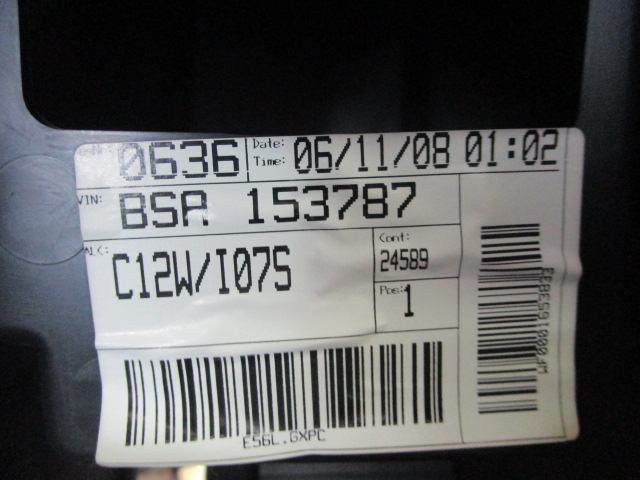 0636
Date: 06/11/08 01:02
Time:
VIN: BSA 153787
C12W/I07S
Cont:
24589
Pos: 1
E56L.GXPC